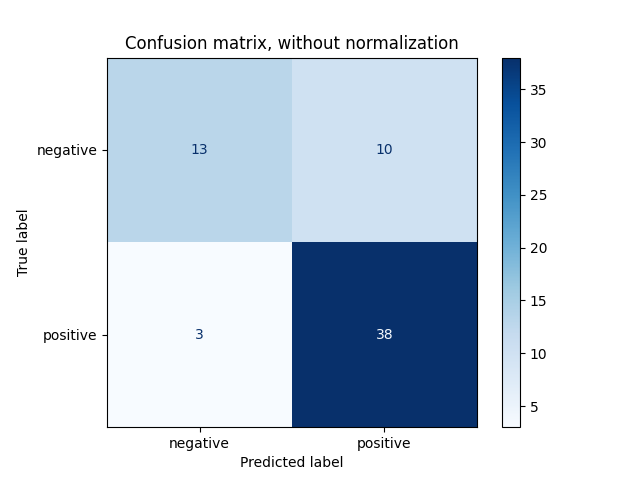 Confusion matrix, without normalization
True label
negative
13
10
positive
3
38
negative
positive
Predicted label
35
30
25
20
15
10
5